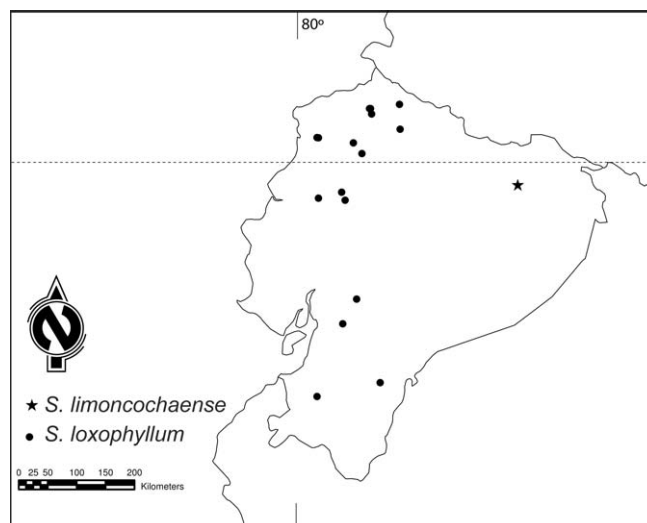 80º
S. limoncochaense
S. loxophyllum
0 25 50 100 150 200
Kilometers